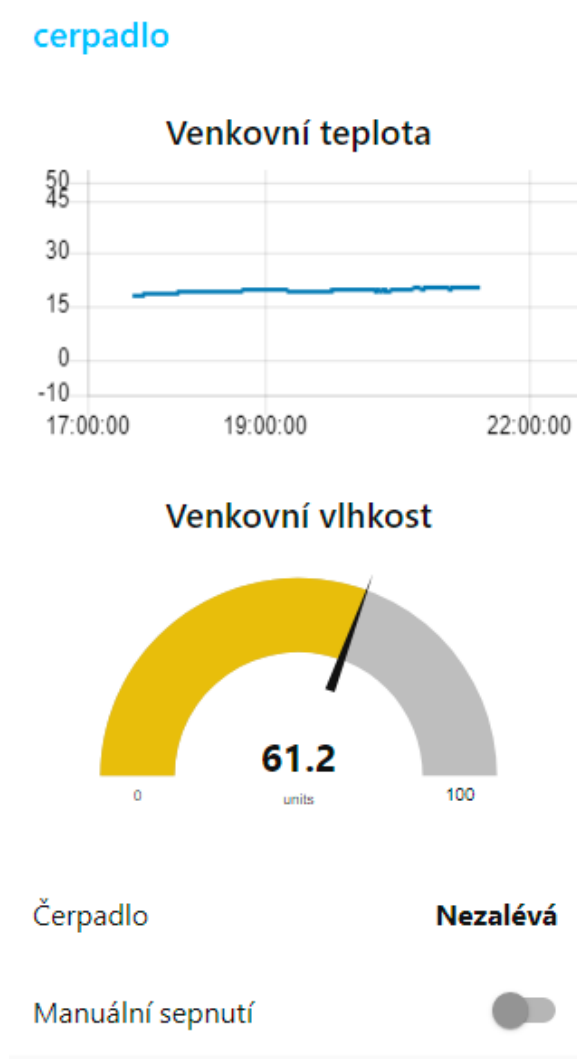 cerpadlo
Venkovní teplota
50
45
30
15
0
-10
17:00:00 19:00:00 22:00:00
Venkovní vlhkost
61.2
0 units 100
Čerpadlo Nezalévá
Manuální sepnutí